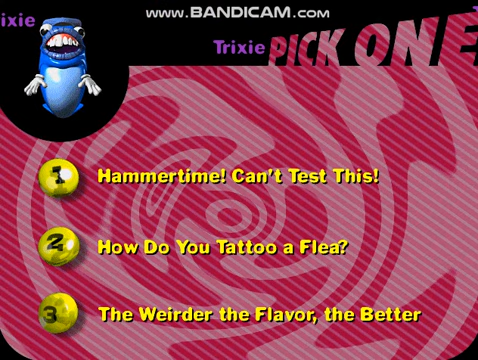 www.BANDICAM.com
ixie
Trixie
PICK ONE
1
Hammertime! Can't Test This!
2
How Do You Tattoo a Flea?
3
The Weirder the Flavor, the Better